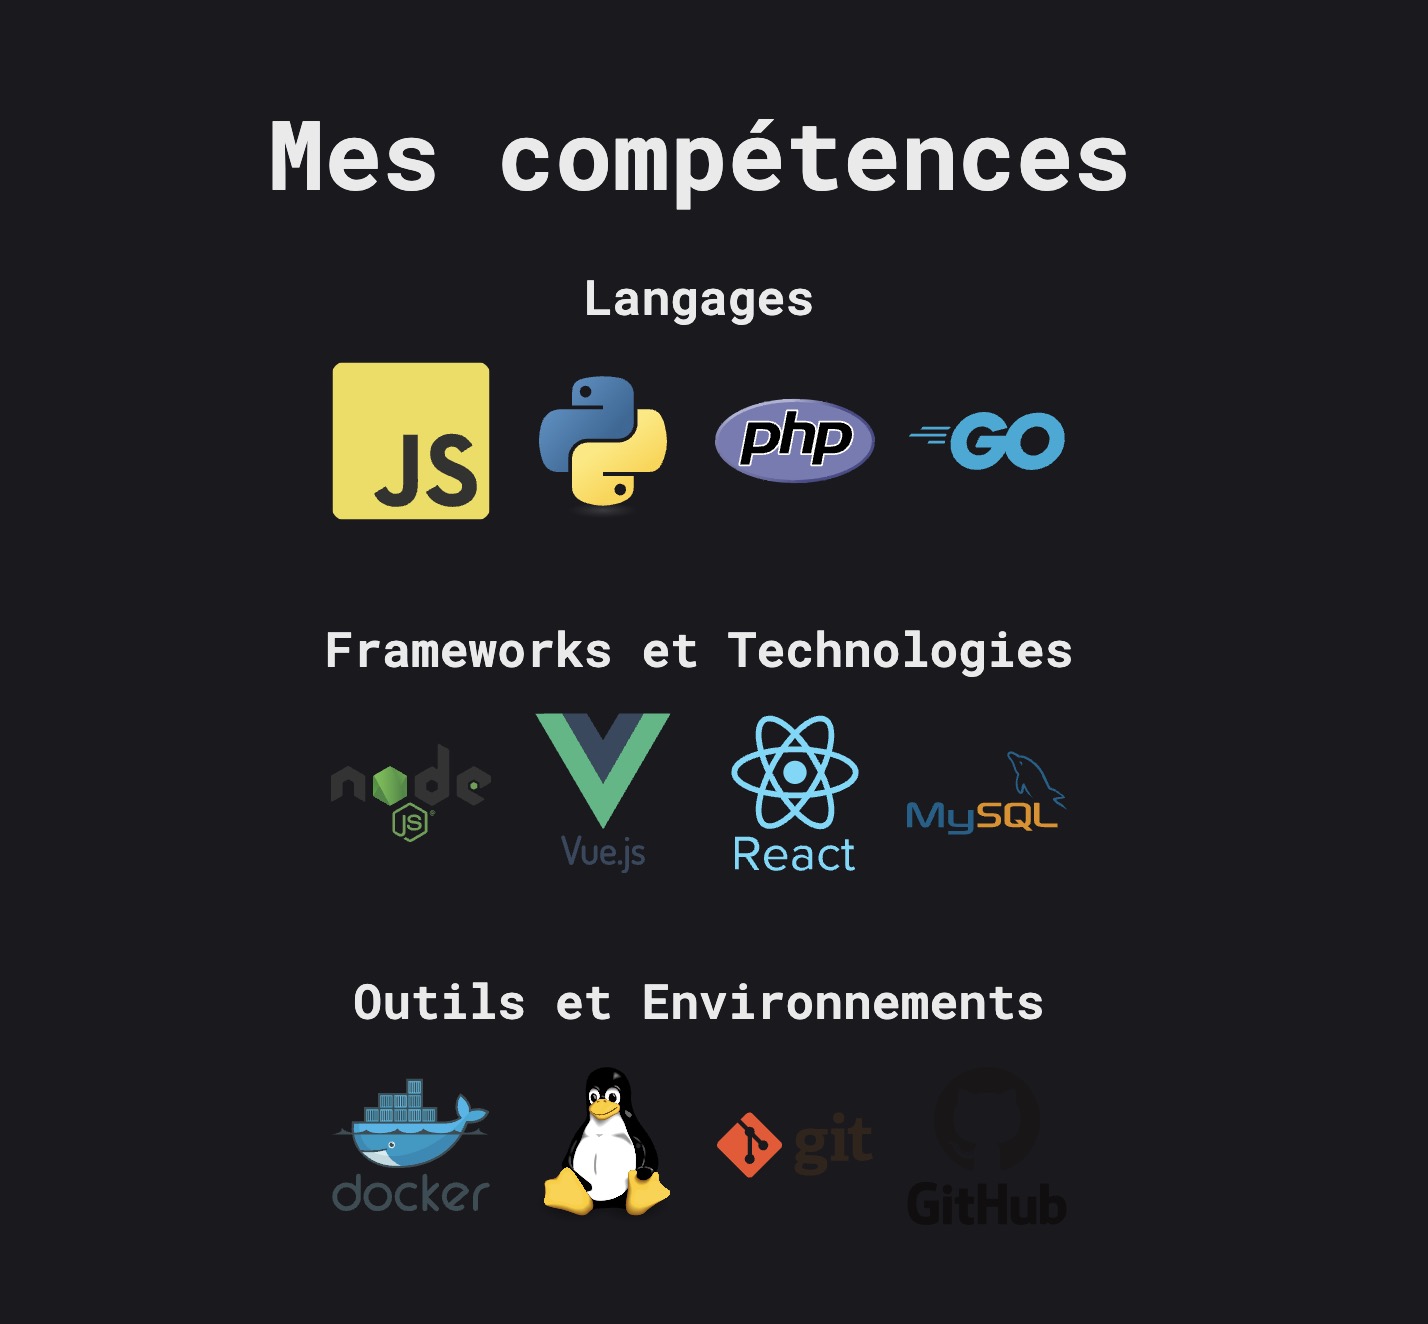 Mes compétences
Langages
JS
php
GO
Frameworks et Technologies
node
JS
Vue.js
React
MySQL
Outils et Environnements
docker
git
GitHub